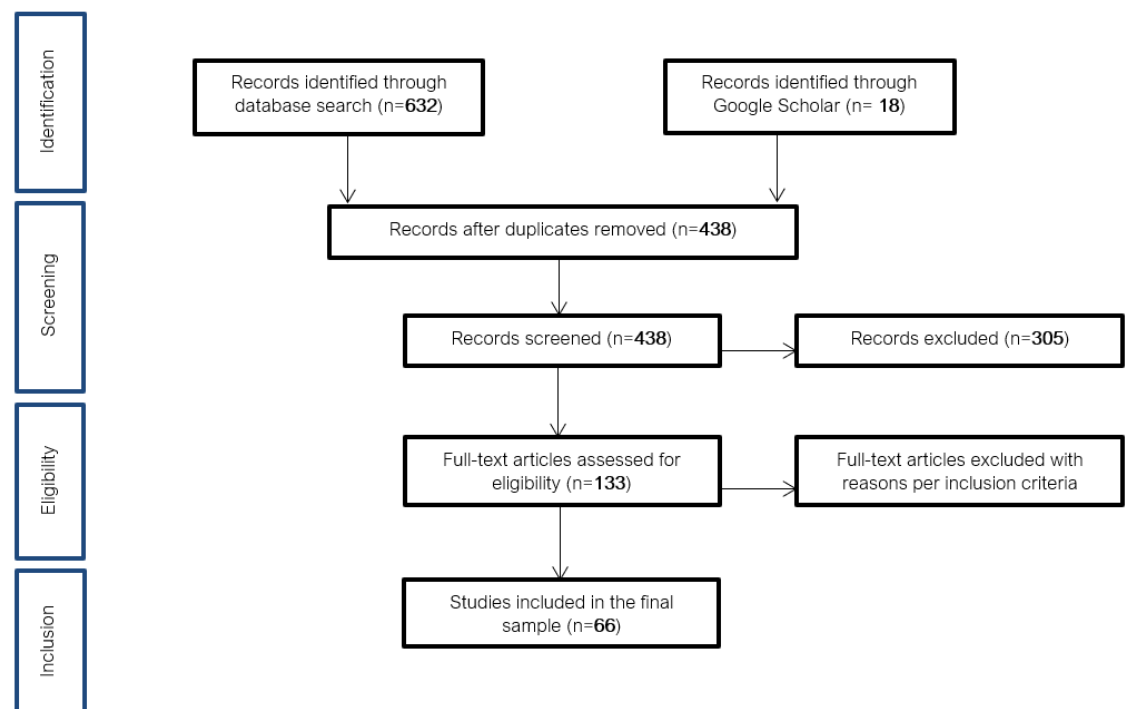 Identification
Records identified through
database search (n=632)
Records identified through
Google Scholar (n= 18)
Screening
Records after duplicates removed (n=438)
Records screened (n=438)
Records excluded (n=305)
Eligibility
Full-text articles assessed for
eligibility (n=133)
Full-text articles excluded with
reasons per inclusion criteria
Inclusion
Studies included in the final
sample (n=66)